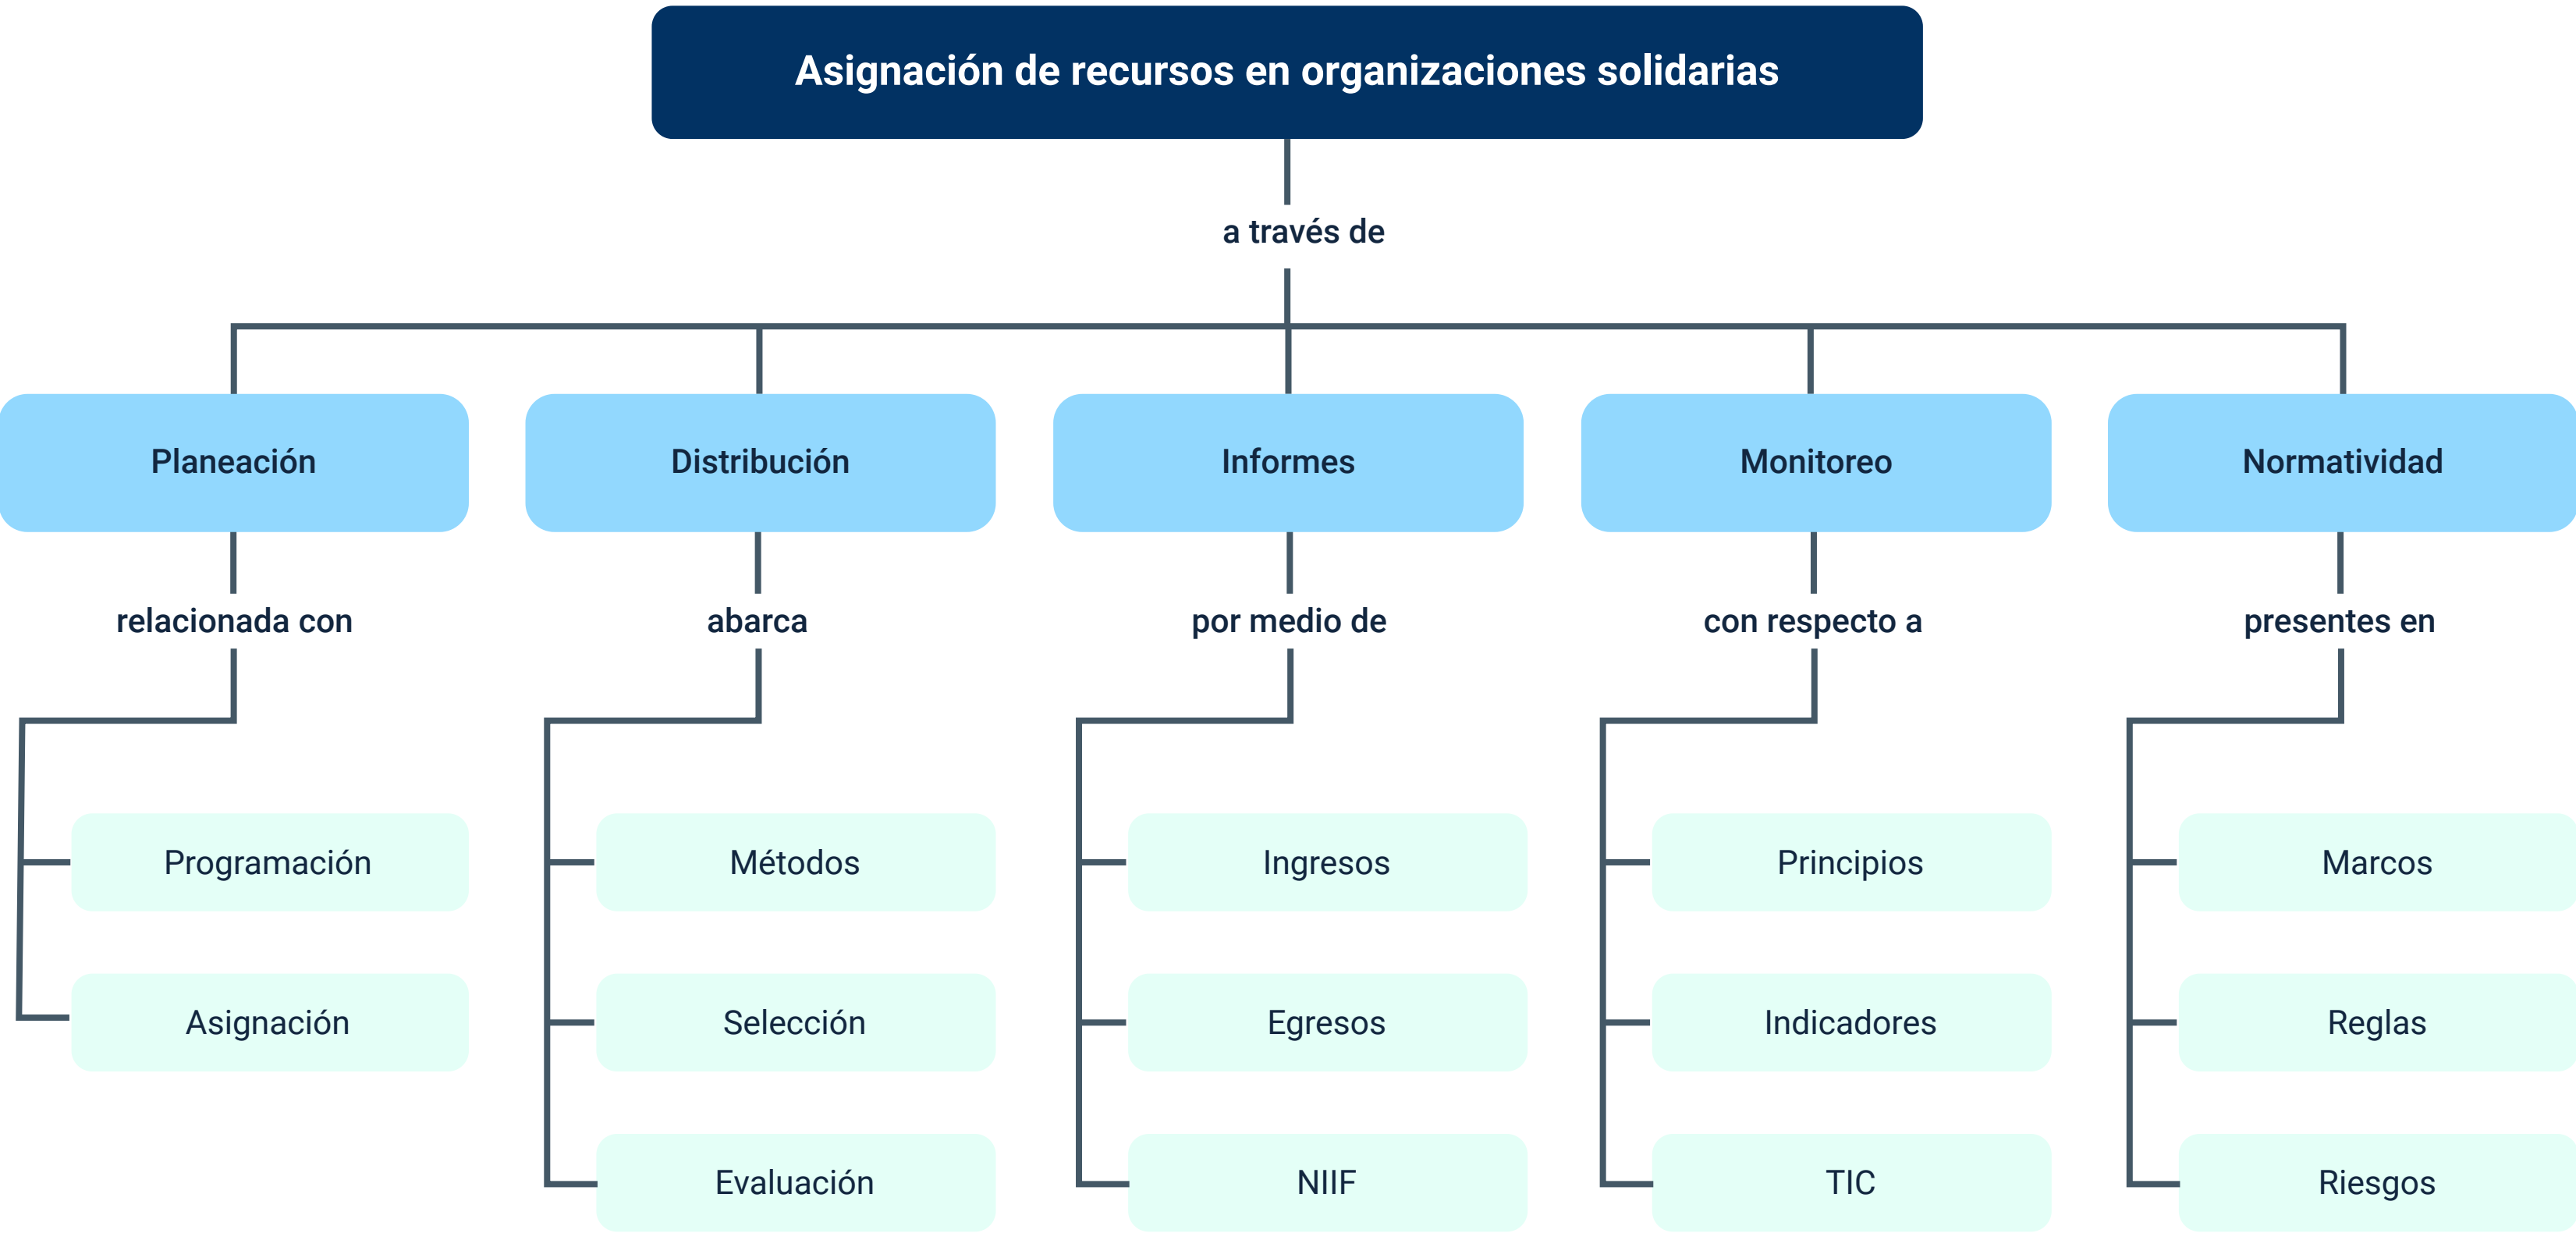 Asignación de recursos en organizaciones solidarias
a través de
Planeación
Distribución
Informes
Monitoreo
Normatividad
relacionada con
abarca
por medio de
con respecto a
presentes en
Programación
Métodos
Ingresos
Principios
Marcos
Asignación
Selección
Egresos
Indicadores
Reglas
Evaluación
NIIF
TIC
Riesgos